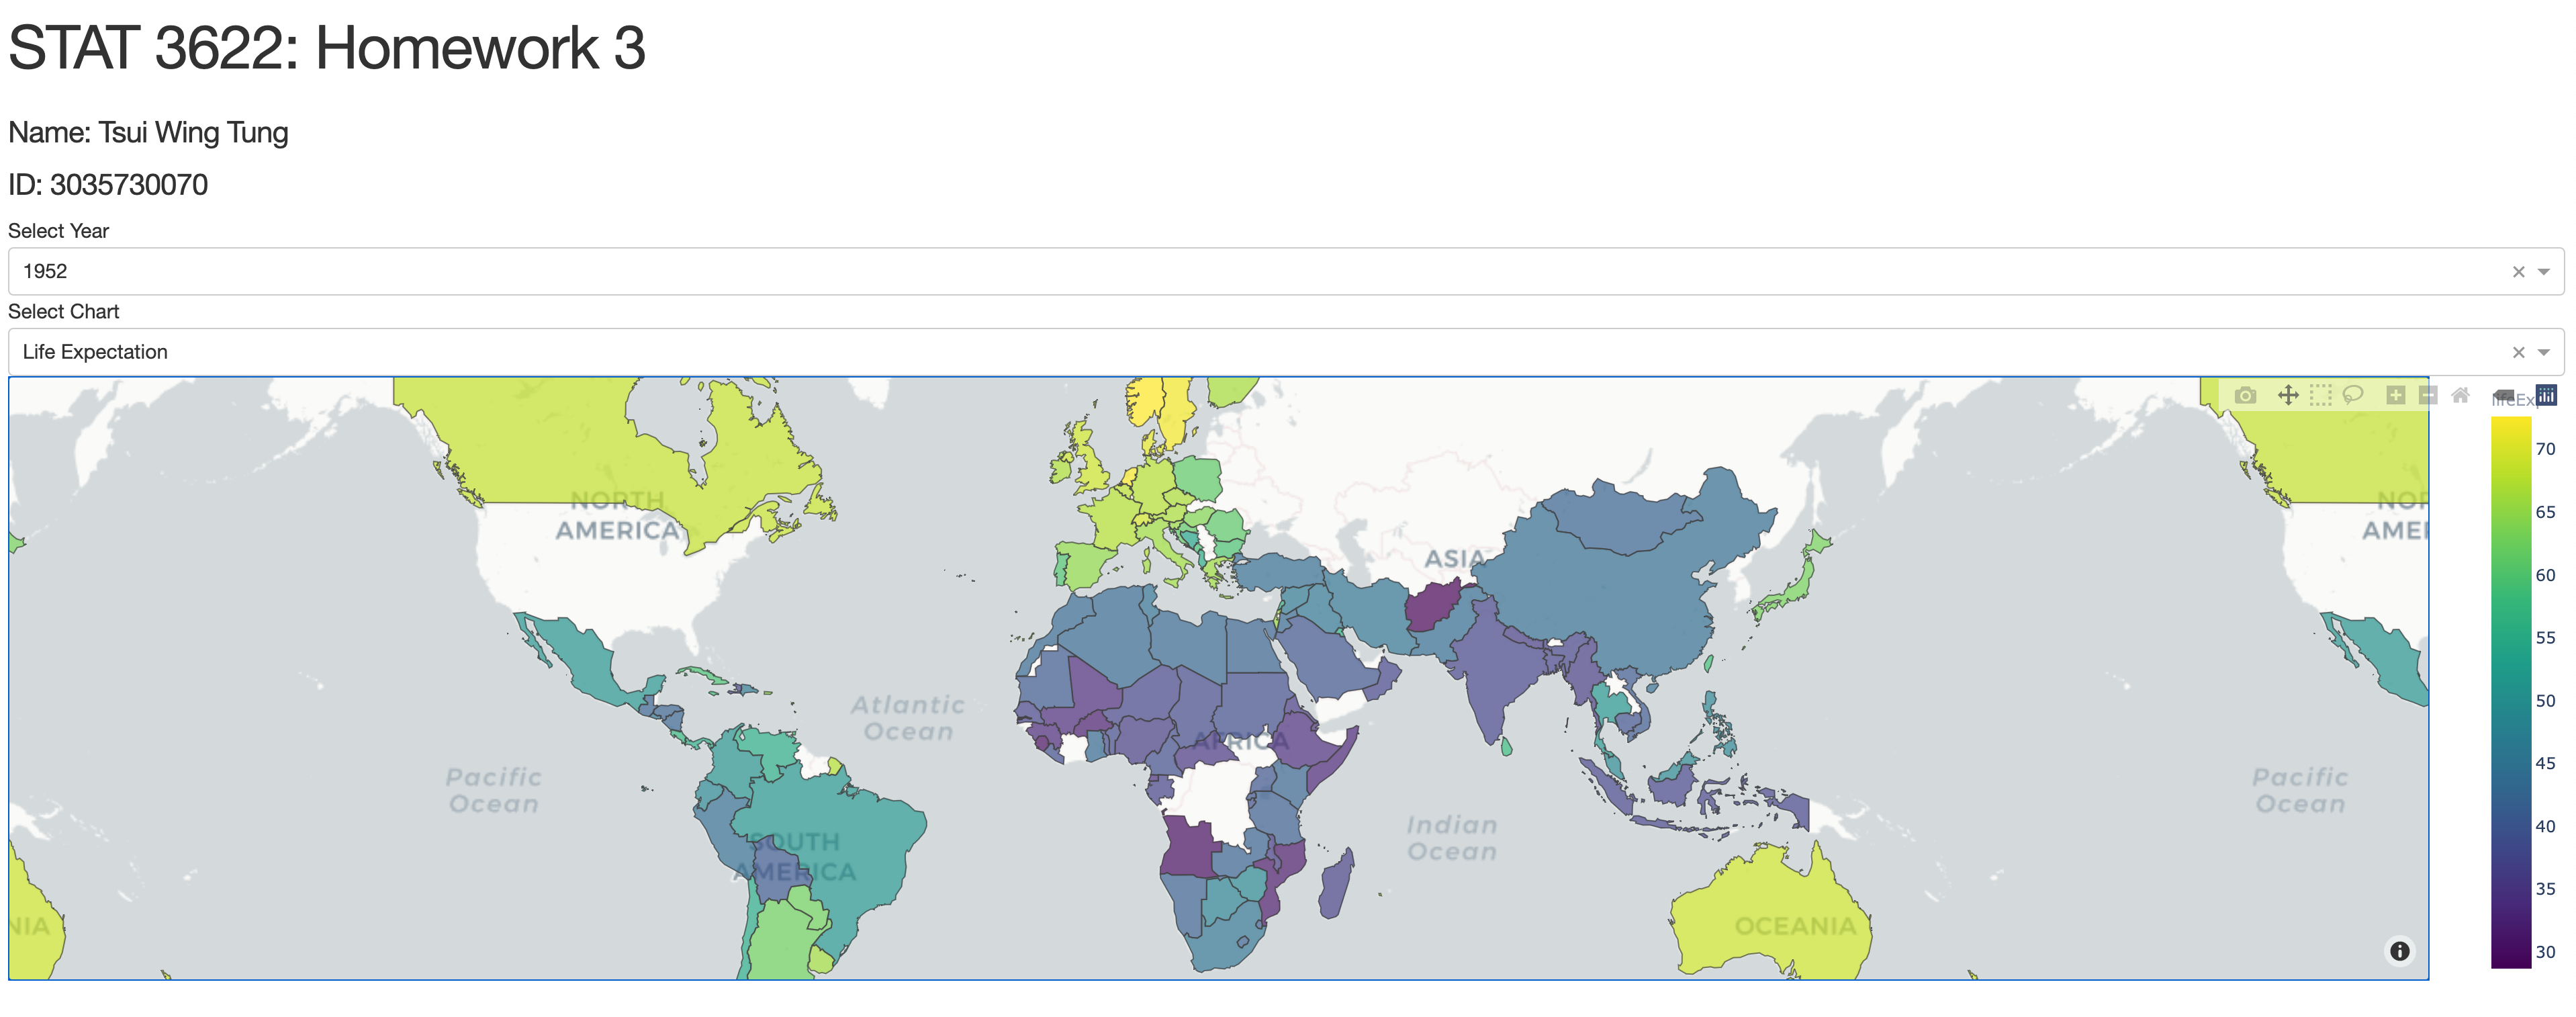 STAT 3622: Homework 3
Name: Tsui Wing Tung
ID: 3035730070
Select Year
1952
Select Chart
Life Expectation
lifeExp
70
65
60
55
50
45
40
35
30
NORTH
AMERICA
ASIA
NOR
AMER
Atlantic
Ocean
AFRICA
Pacific
Ocean
Pacific
Ocean
Indian
Ocean
SOUTH
AMERICA
NIA
OCEANIA